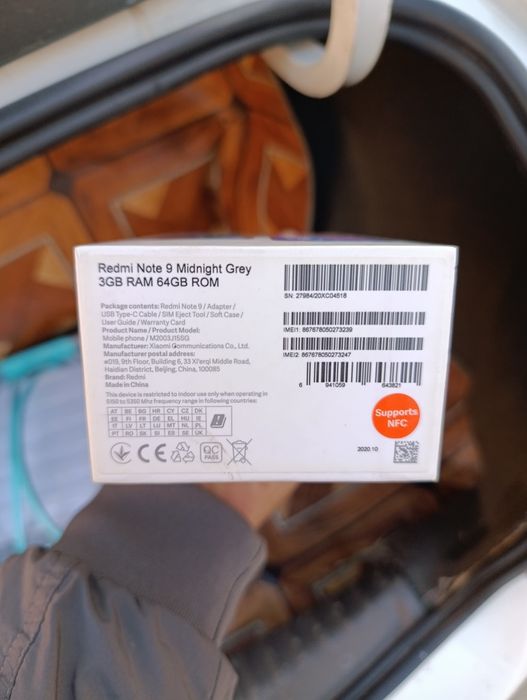 Redmi Note 9 Midnight Grey
3GB RAM 64GB ROM
Package contents: Redmi Note 9 / Adapter /
USB Type-C Cable / SIM Eject Tool / Soft Case /
User Guide / Warranty Card
Product Name / Product Model:
Mobile phone / M2003J15SG
Manufacturer: Xiaomi Communications Co., Ltd.
Manufacturer postal address:
#019, 9th Floor, Building 6, 33 Xi'erqi Middle Road,
Haidian District, Beijing, China, 100085
Brand: Redmi
Made in China
This device is restricted to indoor use only when operating in
5150 to 5350 Mhz frequency range in following countries:
AT BE BG HR CY CZ DK
EE FI FR DE EL HU IE
IT LV LT LU MT NL PL
PT RO SK SI ES SE UK
CE
QC
PASS
SN: 27984/20XC04518
IMEI1: 867678050273239
IMEI2: 867678050273247
6 941059 643821
Supports
NFC
2020.10